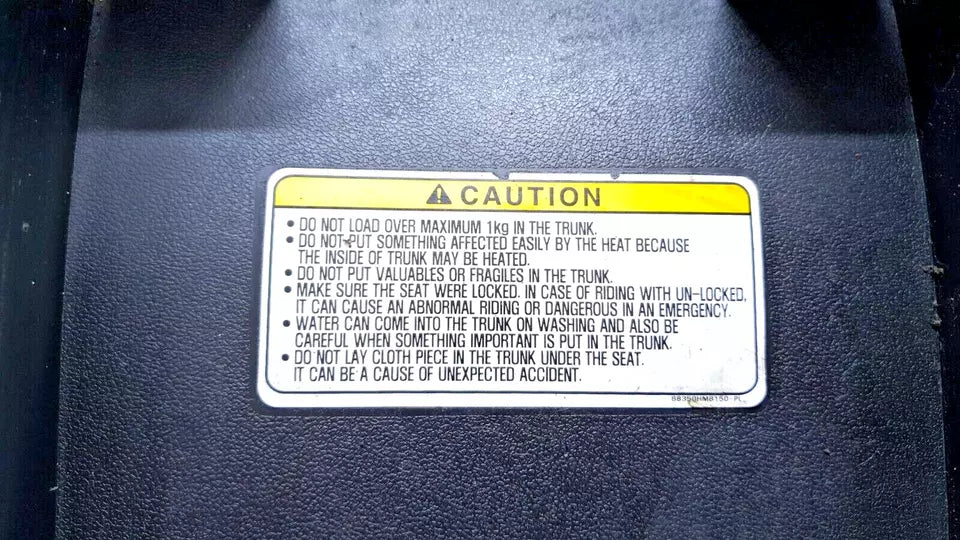 CAUTION
• DO NOT LOAD OVER MAXIMUM 1kg IN THE TRUNK.
• DO NOT PUT SOMETHING AFFECTED EASILY BY THE HEAT BECAUSE
THE INSIDE OF TRUNK MAY BE HEATED.
• DO NOT PUT VALUABLES OR FRAGILES IN THE TRUNK.
• MAKE SURE THE SEAT WERE LOCKED. IN CASE OF RIDING WITH UN-LOCKED,
IT CAN CAUSE AN ABNORMAL RIDING OR DANGEROUS IN AN EMERGENCY.
• WATER CAN COME INTO THE TRUNK ON WASHING AND ALSO BE
CAREFUL WHEN SOMETHING IMPORTANT IS PUT IN THE TRUNK.
• DO NOT LAY CLOTH PIECE IN THE TRUNK UNDER THE SEAT.
IT CAN BE A CAUSE OF UNEXPECTED ACCIDENT.